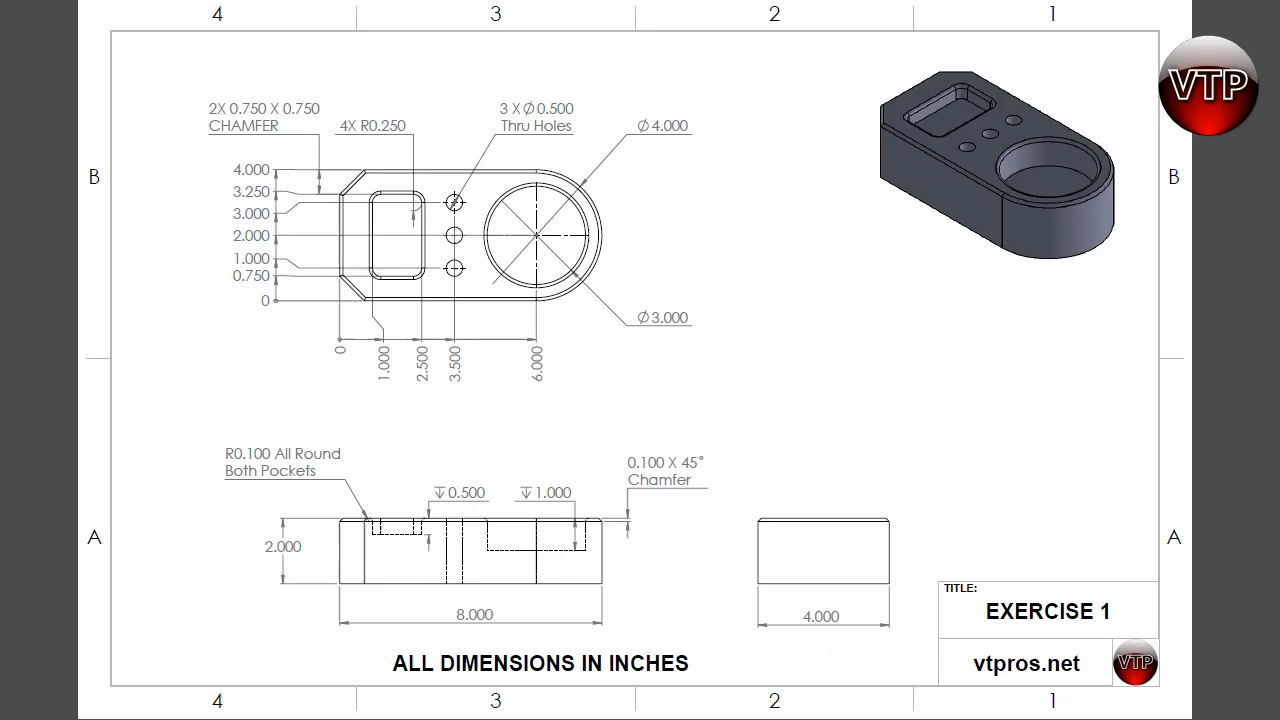 4 3 2 1
VTP
2X 0.750 X 0.750
CHAMFER
4X R0.250
3 X Ø 0.500
Thru Holes
Ø 4.000
B
B
4.000
3.250
3.000
2.000
1.000
0.750
0
Ø 3.000
0 1.000 2.500 3.500 6.000
R0.100 All Round
Both Pockets
↧ 0.500
↧ 1.000
0.100 X 45°
Chamfer
A
A
2.000
8.000
4.000
TITLE:
EXERCISE 1
ALL DIMENSIONS IN INCHES
vtpros.net
VTP
4 3 2 1